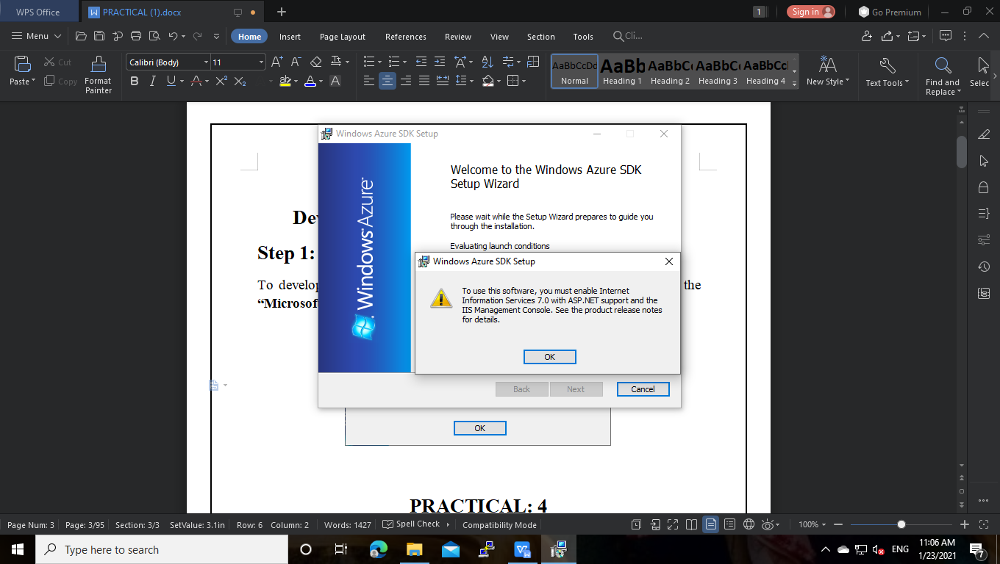 WPS Office
PRACTICAL (1).docx
1
Sign in
Go Premium
Menu
Home
Insert
Page Layout
References
Review
View
Section
Tools
Cli...
Paste
Cut
Copy
Format
Painter
Calibri (Body)
11
AaBbCcDd
Normal
AaBb
Heading 1
AaBbC
Heading 2
AaBbC
Heading 3
AaBbCc
Heading 4
New Style
Text Tools
Find and
Replace
Selec
Windows Azure SDK Setup
Windows Azure
Welcome to the Windows Azure SDK
Setup Wizard
Please wait while the Setup Wizard prepares to guide you
through the installation.
Evaluating launch conditions
Windows Azure SDK Setup
To use this software, you must enable Internet
Information Services 7.0 with ASP.NET support and the
IIS Management Console. See the product release notes
for details.
OK
Back
Next
Cancel
OK
Step 1:
To develop
the
“Microsof
PRACTICAL: 4
Page Num: 3
Page: 3/95
Section: 3/3
SetValue: 3.1in
Row: 6
Column: 2
Words: 1427
Spell Check
Compatibility Mode
100%
Type here to search
ENG
11:06 AM
1/23/2021
7